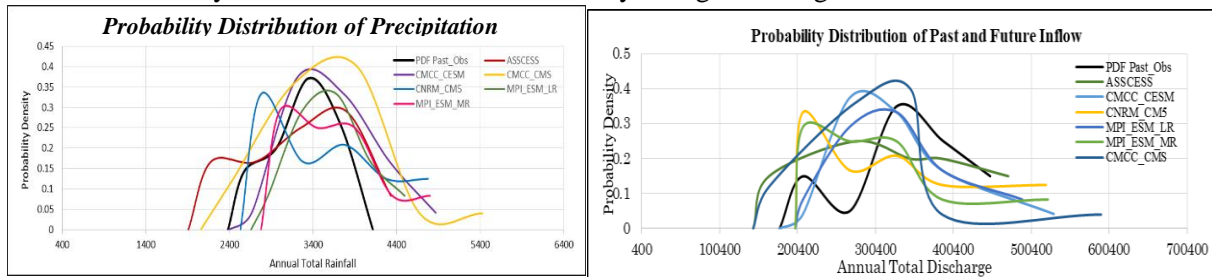 Probability Distribution of Precipitation
0.45
0.4
0.35
0.3
0.25
0.2
0.15
0.1
0.05
0
Probability Density
PDF Past_Obs ASSCESS
CMCC_CESM CMCC_CMS
CNRM_CMS MPI_ESM_LR
MPI_ESM_MR
400 1400 2400 3400 4400 5400 6400
Annual Total Rainfall
Probability Distribution of Past and Future Inflow
0.5
0.4
0.3
0.2
0.1
0
Probability Density
PDF Past_Obs
ASSCESS
CMCC_CESM
CNRM_CM5
MPI_ESM_LR
MPI_ESM_MR
CMCC_CMS
400 100400 200400 300400 400400 500400 600400 700400
Annual Total Discharge